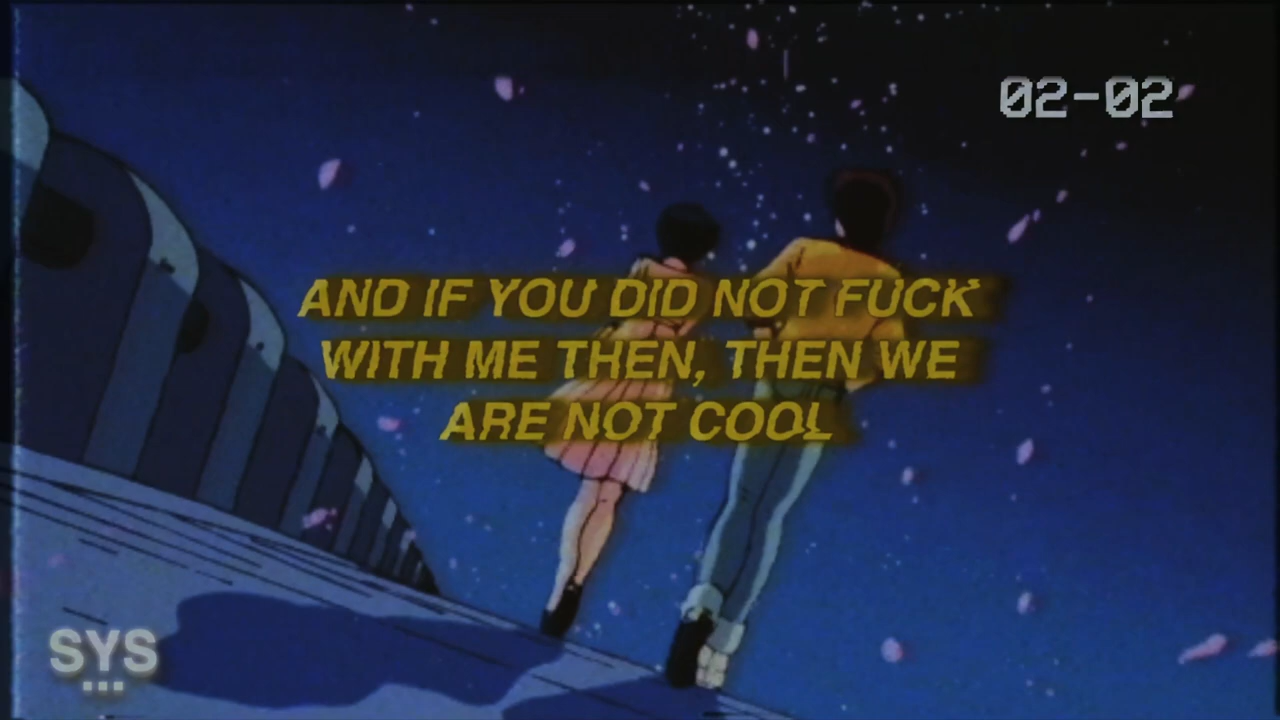 02-02
AND IF YOU DID NOT FUCK
WITH ME THEN, THEN WE
ARE NOT COOL
SYS
...